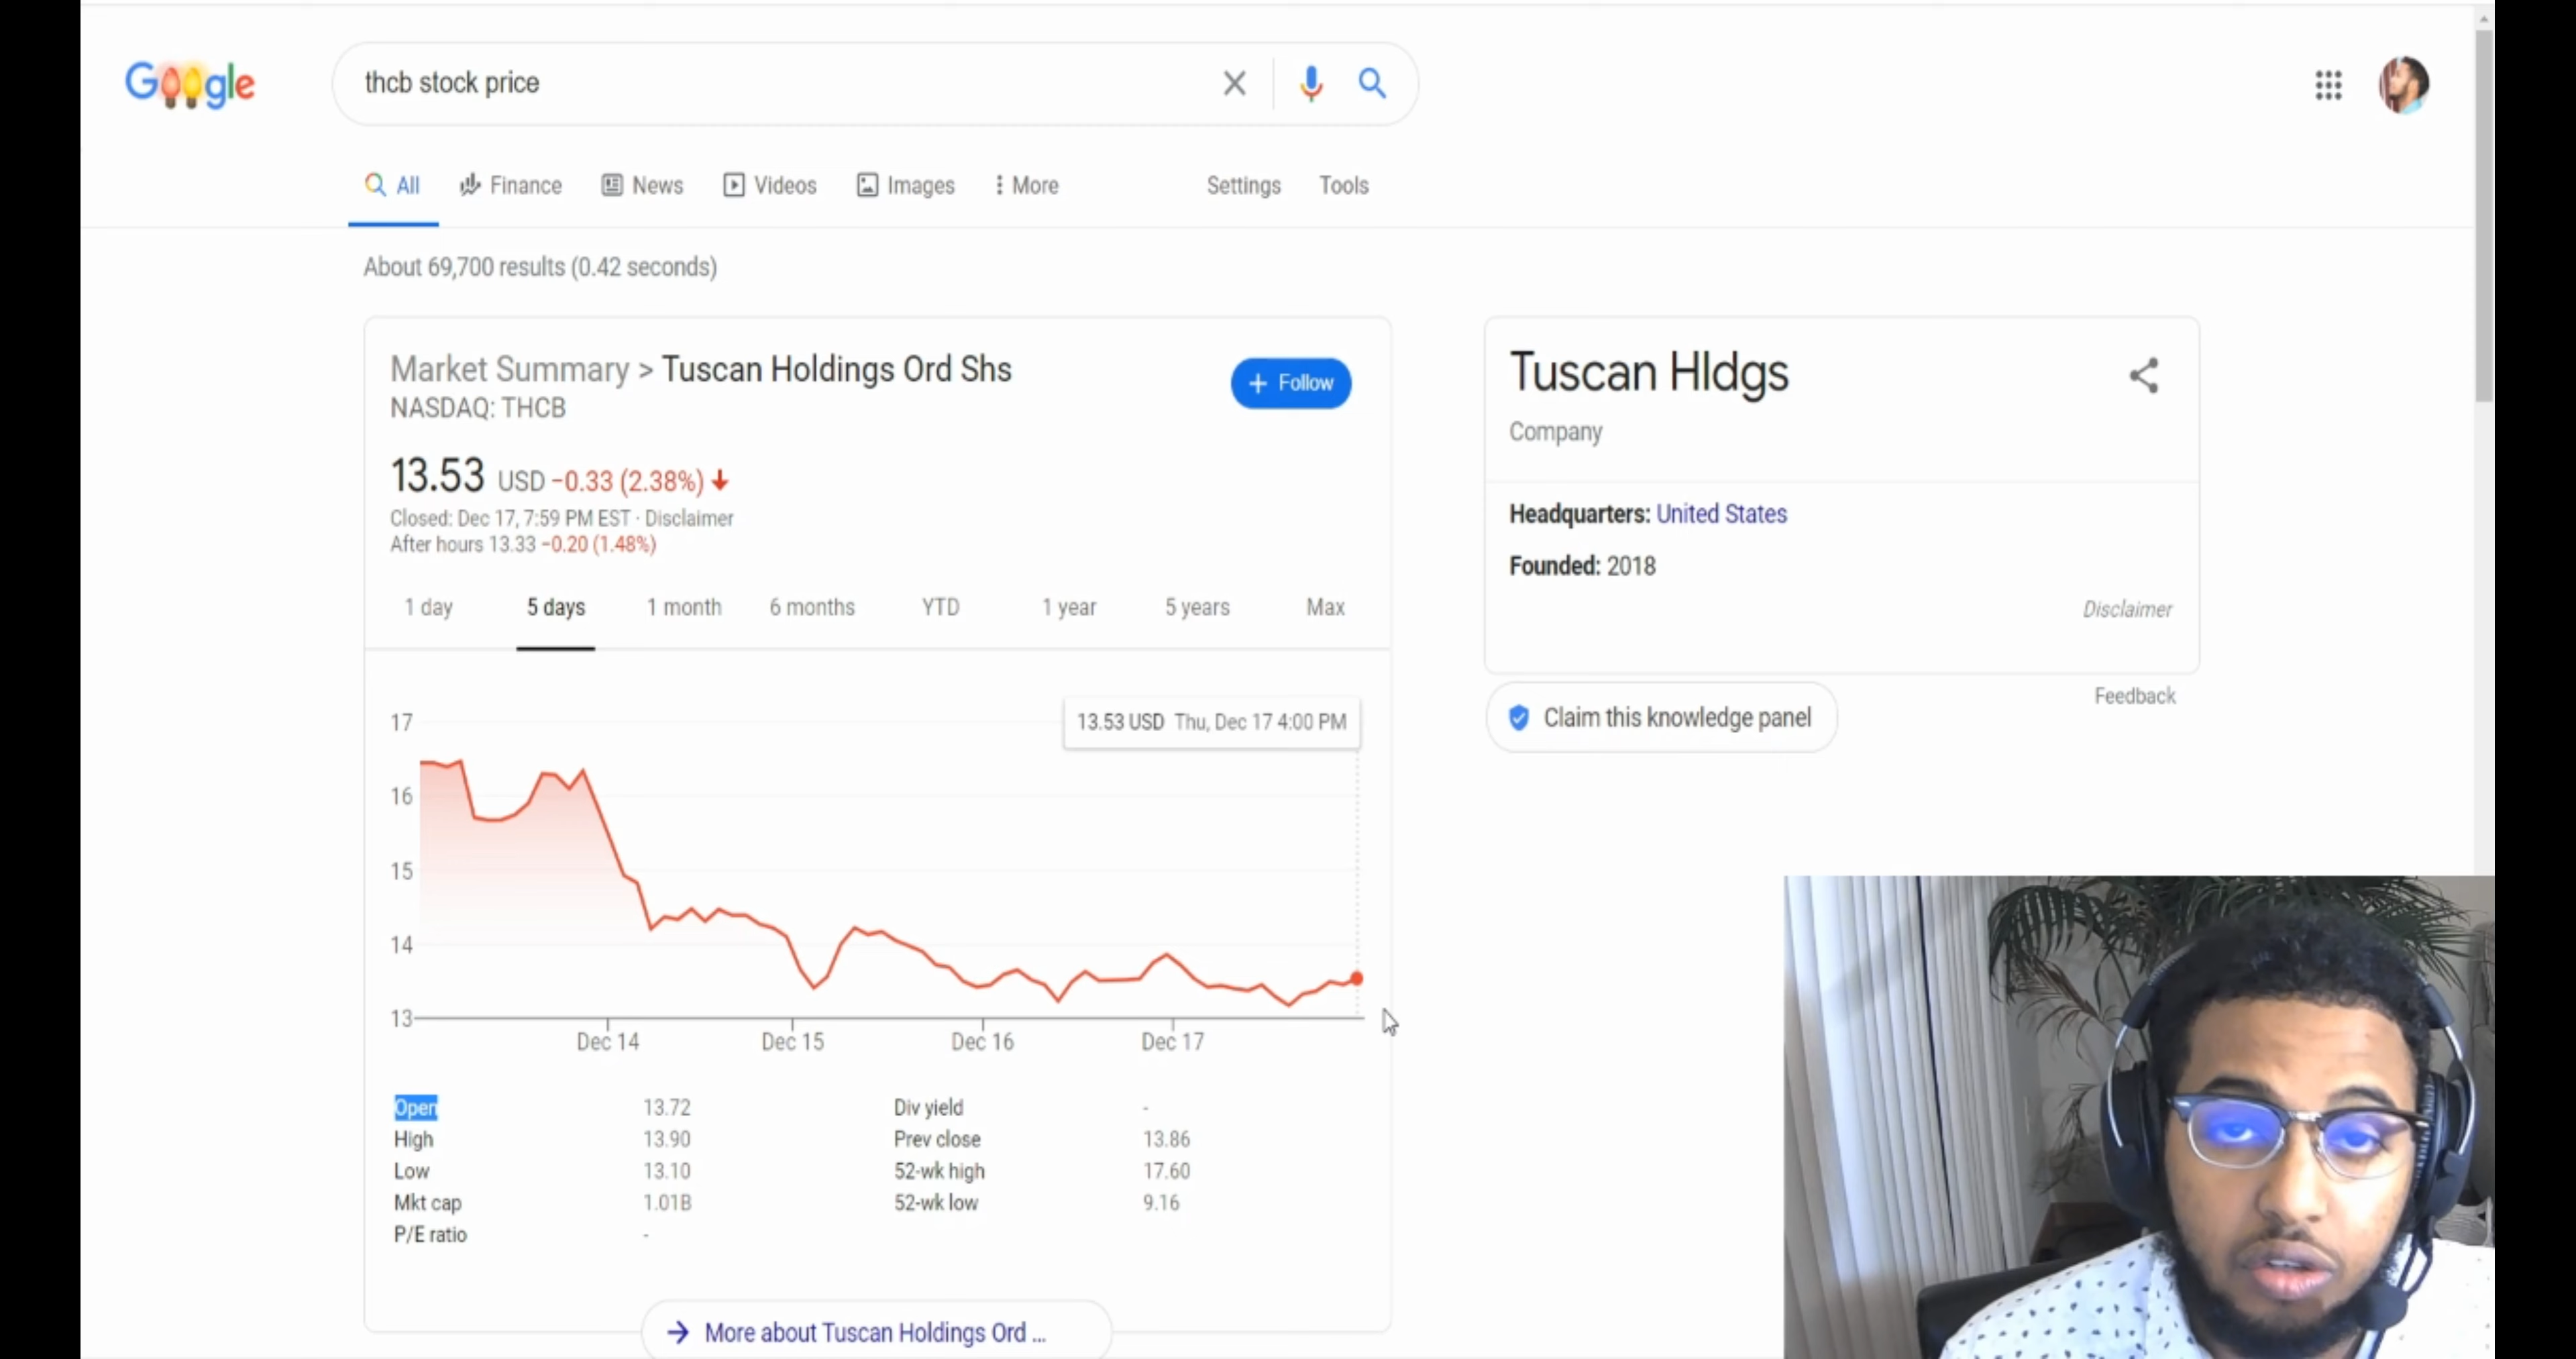 Google
thcb stock price
All Finance News Videos Images More Settings Tools
About 69,700 results (0.42 seconds)
Market Summary > Tuscan Holdings Ord Shs
NASDAQ: THCB
+ Follow
13.53 USD −0.33 (2.38%)
Closed: Dec 17, 7:59 PM EST · Disclaimer
After hours 13.33 −0.20 (1.48%)
1 day 5 days 1 month 6 months YTD 1 year 5 years Max
13.53 USD Thu, Dec 17 4:00 PM
17
16
15
14
13
Dec 14 Dec 15 Dec 16 Dec 17
Open 13.72 Div yield -
High 13.90 Prev close 13.86
Low 13.10 52-wk high 17.60
Mkt cap 1.01B 52-wk low 9.16
P/E ratio -
More about Tuscan Holdings Ord ...
Tuscan Hldgs
Company
Headquarters: United States
Founded: 2018
Disclaimer
Claim this knowledge panel
Feedback